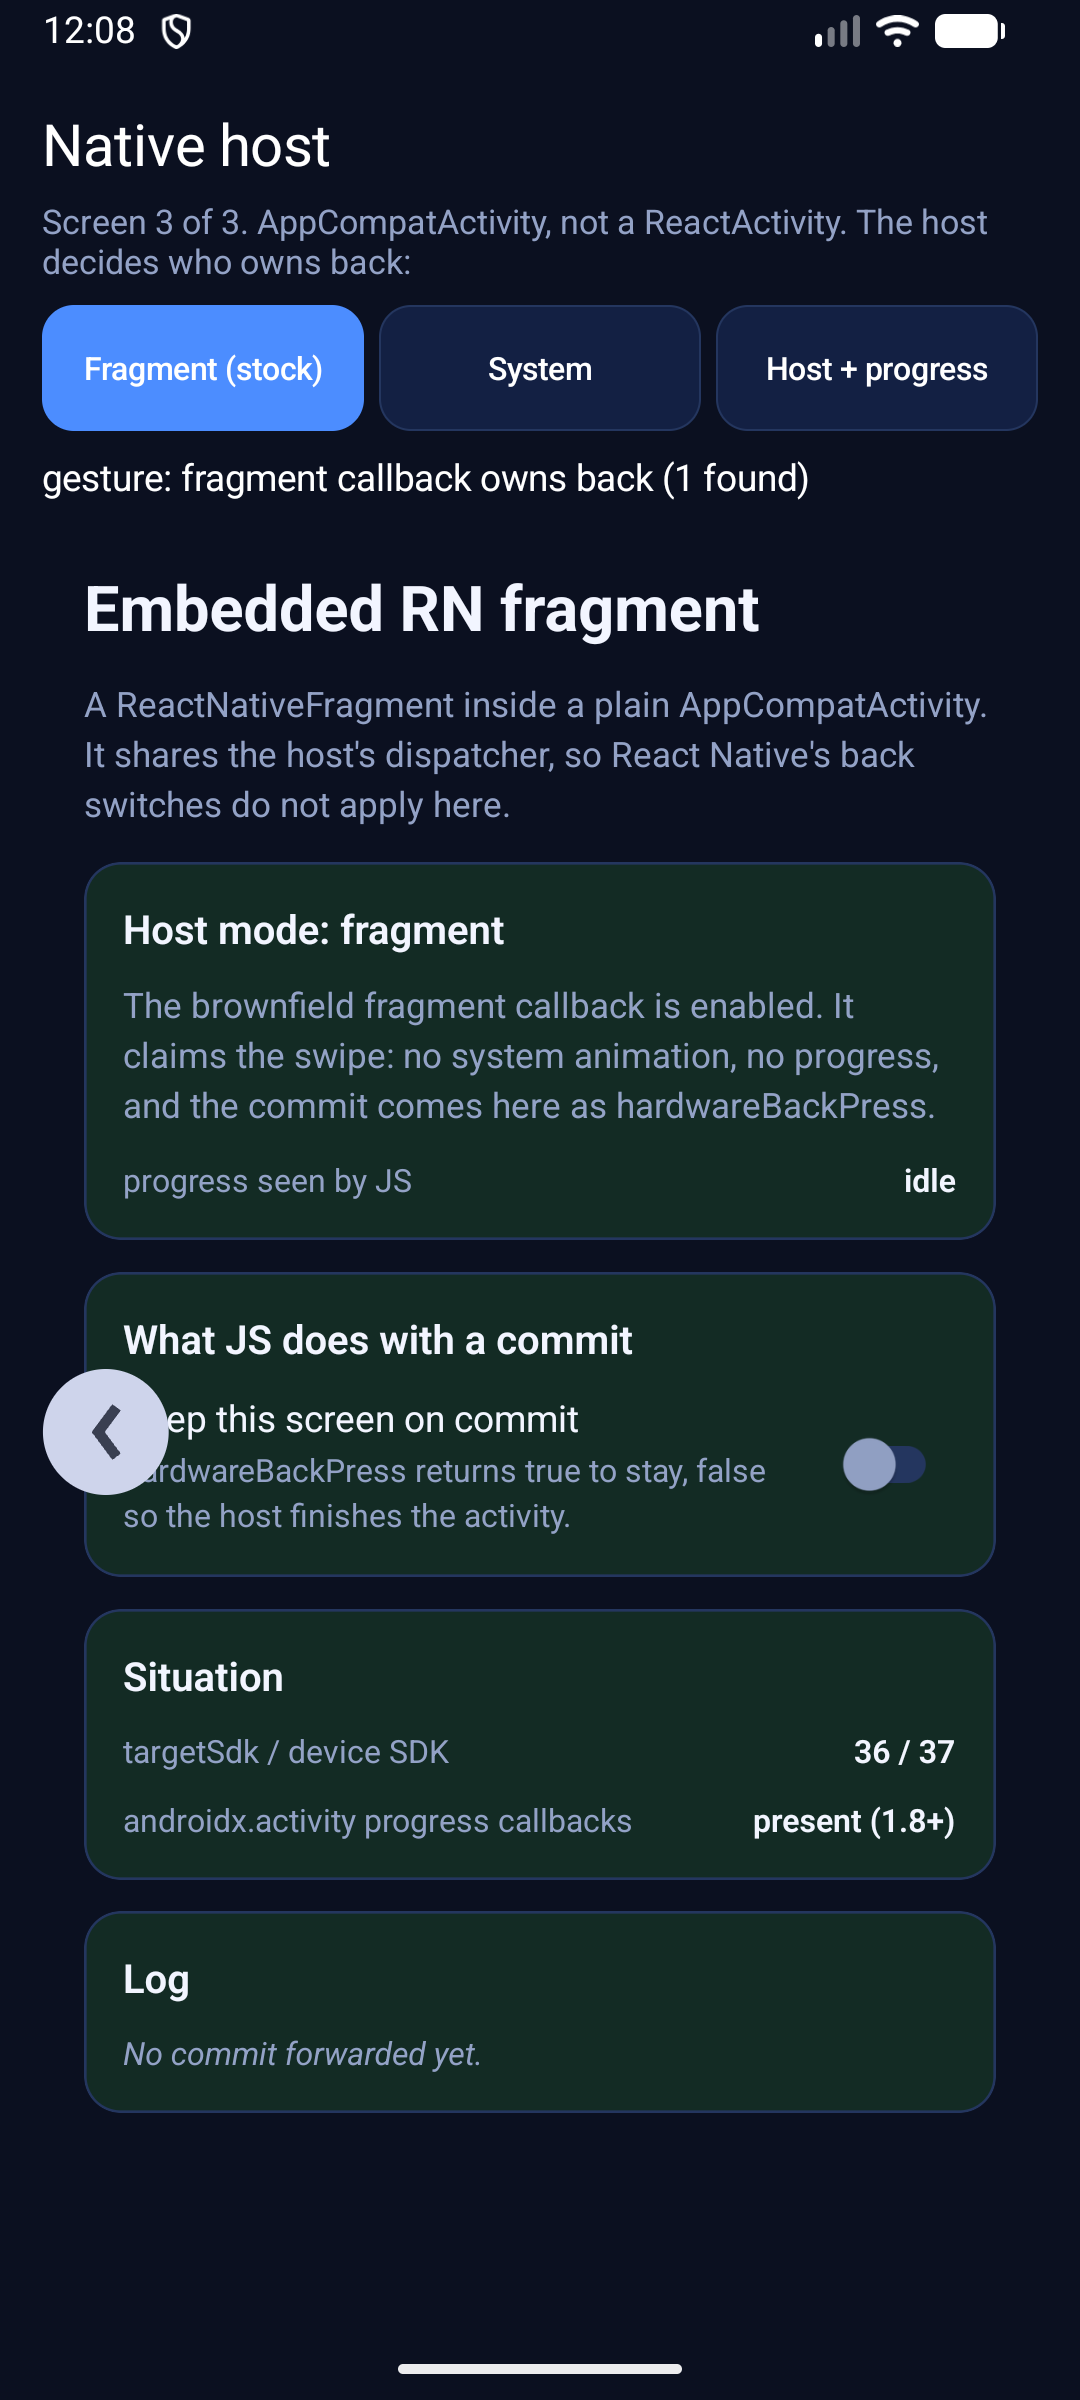 12:08
Native host
Screen 3 of 3. AppCompatActivity, not a ReactActivity. The host
decides who owns back:
Fragment (stock)
System
Host + progress
gesture: fragment callback owns back (1 found)
Embedded RN fragment
A ReactNativeFragment inside a plain AppCompatActivity.
It shares the host's dispatcher, so React Native's back
switches do not apply here.
Host mode: fragment
The brownfield fragment callback is enabled. It
claims the swipe: no system animation, no progress,
and the commit comes here as hardwareBackPress.
progress seen by JS
idle
What JS does with a commit
this screen on commit
returns true to stay, false
so the host finishes the activity.
Situation
targetSdk / device SDK
36 / 37
androidx.activity progress callbacks
present (1.8+)
Log
No commit forwarded yet.